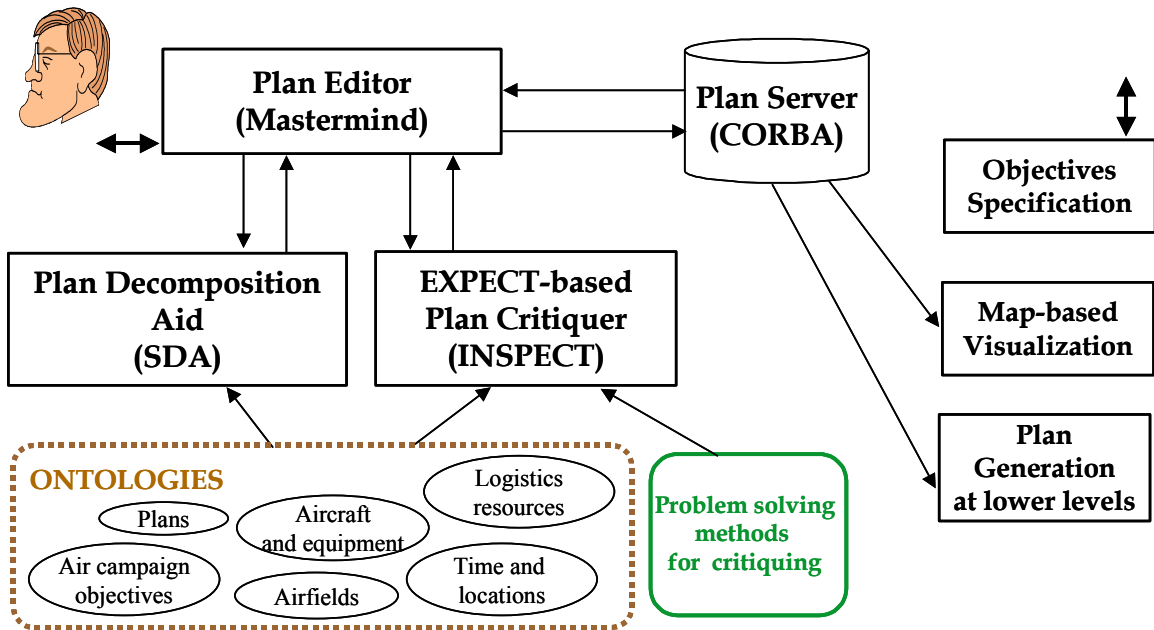 Plan Editor
(Mastermind)
Plan Server
(CORBA)
Objectives
Specification
Plan Decomposition
Aid
(SDA)
EXPECT-based
Plan Critiquer
(INSPECT)
Map-based
Visualization
Plan
Generation
at lower levels
ONTOLOGIES
Plans
Aircraft
and equipment
Logistics
resources
Air campaign
objectives
Airfields
Time and
locations
Problem solving
methods
for critiquing